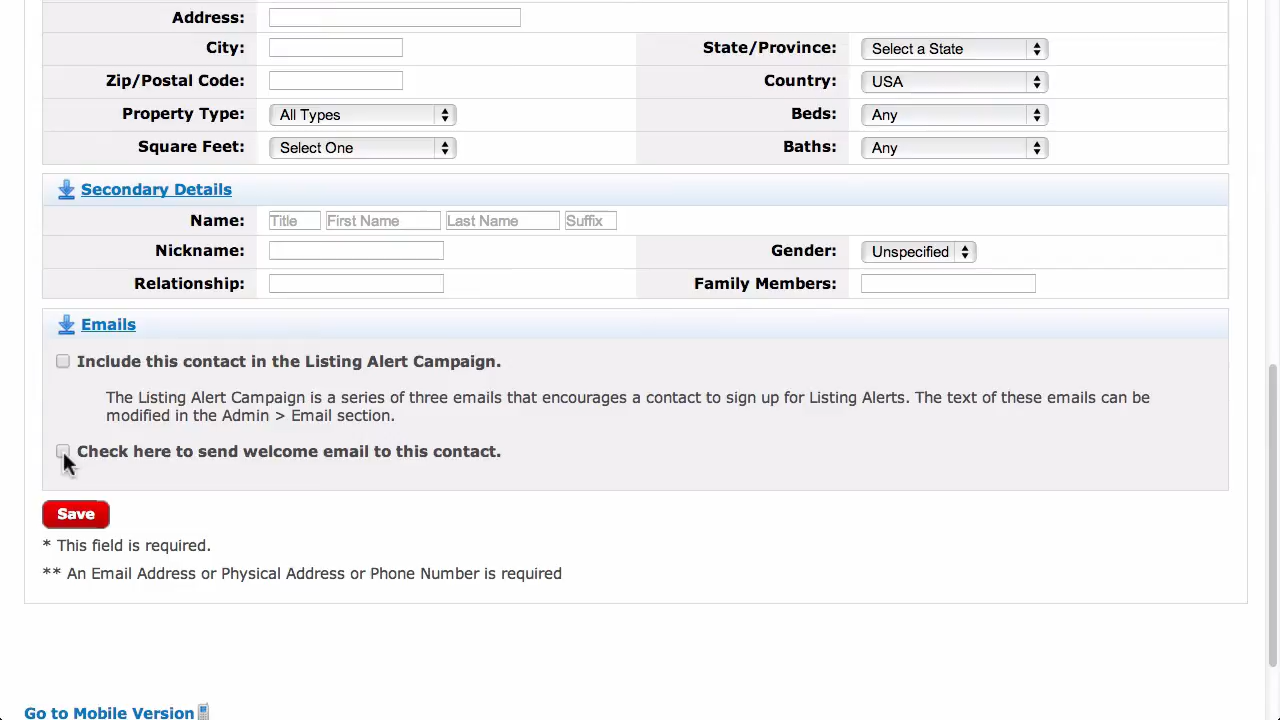 Address:
City:
State/Province: Select a State
Zip/Postal Code:
Country: USA
Property Type: All Types
Beds: Any
Square Feet: Select One
Baths: Any
Secondary Details
Name: Title First Name Last Name Suffix
Nickname:
Gender: Unspecified
Relationship:
Family Members:
Emails
Include this contact in the Listing Alert Campaign.
The Listing Alert Campaign is a series of three emails that encourages a contact to sign up for Listing Alerts. The text of these emails can be
modified in the Admin > Email section.
Check here to send welcome email to this contact.
Save
* This field is required.
** An Email Address or Physical Address or Phone Number is required
Go to Mobile Version